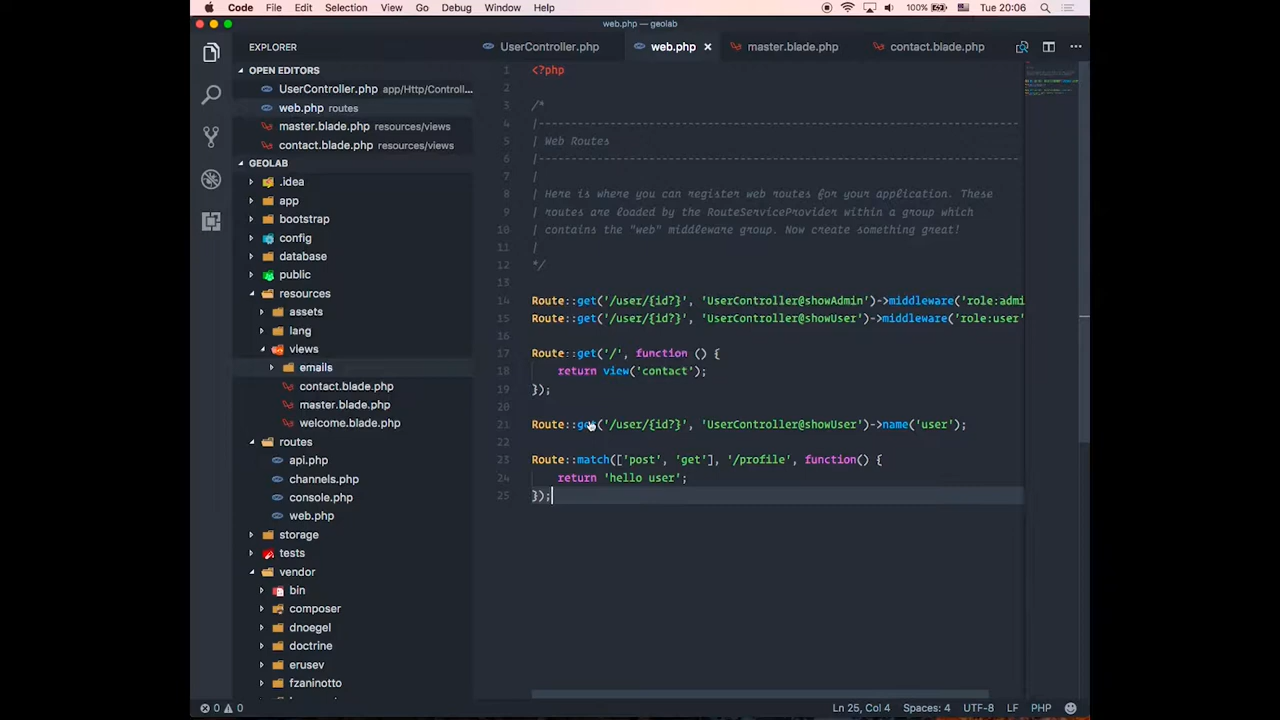 Code File Edit Selection View Go Debug Window Help 100% Tue 20:06
web.php — geolab
EXPLORER
UserController.php web.php master.blade.php contact.blade.php
OPEN EDITORS
UserController.php app/Http/Controll...
web.php routes
master.blade.php resources/views
contact.blade.php resources/views
GEOLAB
.idea
app
bootstrap
config
database
public
resources
assets
lang
views
emails
contact.blade.php
master.blade.php
welcome.blade.php
routes
api.php
channels.php
console.php
web.php
storage
tests
vendor
bin
composer
dnoegel
doctrine
erusev
fzaninotto
1 <?php
2
3 /*
4 |--------------------------------------------------------------------------
5 | Web Routes
6 |--------------------------------------------------------------------------
7 |
8 | Here is where you can register web routes for your application. These
9 | routes are loaded by the RouteServiceProvider within a group which
10 | contains the "web" middleware group. Now create something great!
11 |
12 */
13
14 Route::get('/user/{id?}', 'UserController@showAdmin')->middleware('role:admi
15 Route::get('/user/{id?}', 'UserController@showUser')->middleware('role:user'
16
17 Route::get('/', function () {
18 return view('contact');
19 });
20
21 Route::get('/user/{id?}', 'UserController@showUser')->name('user');
22
23 Route::match(['post', 'get'], '/profile', function() {
24 return 'hello user';
25 });
0 0 Ln 25, Col 4 Spaces: 4 UTF-8 LF PHP